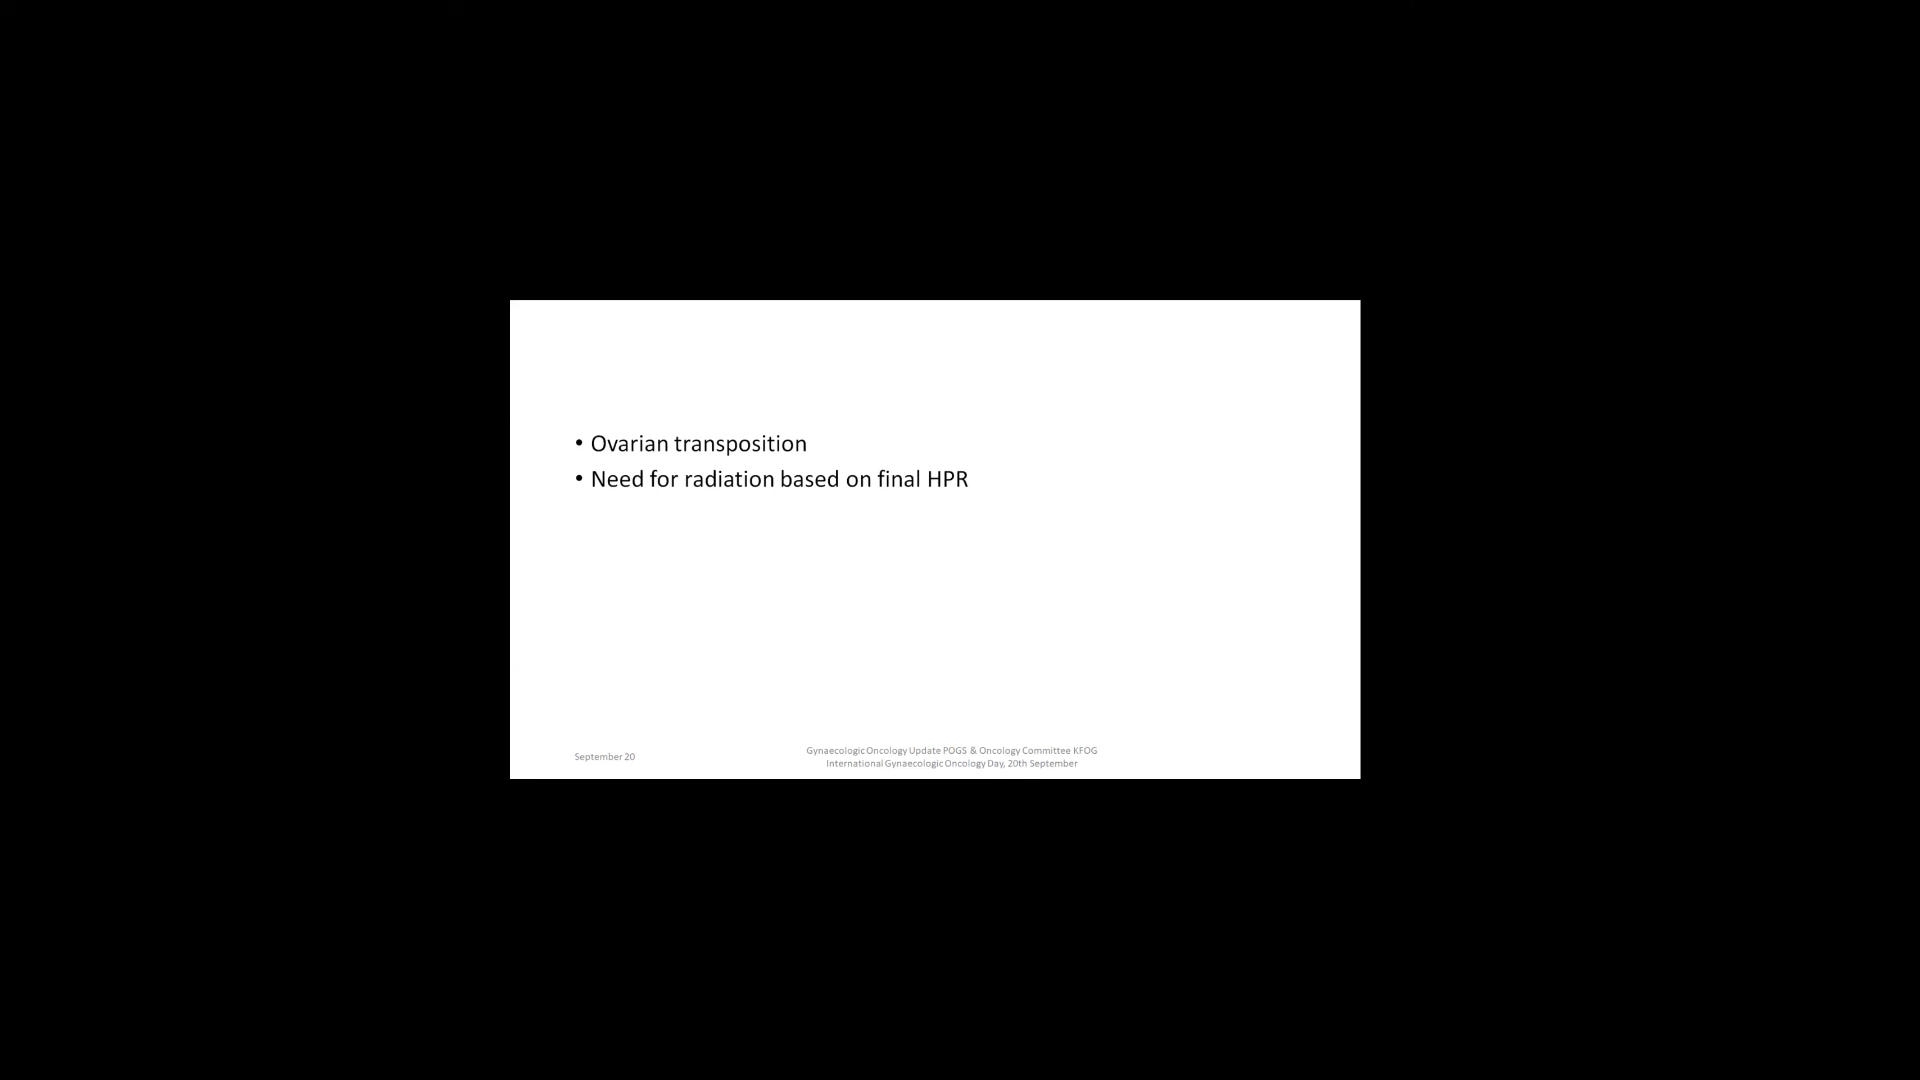 • Ovarian transposition
• Need for radiation based on final HPR
September 20
Gynaecologic Oncology Update POGS & Oncology Committee KFOG
International Gynaecologic Oncology Day, 20th September